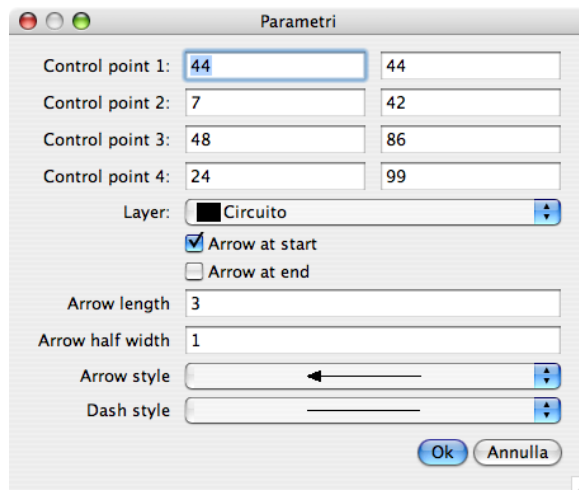 Parametri
Control point 1: 44 44
Control point 2: 7 42
Control point 3: 48 86
Control point 4: 24 99
Layer: Circuito
Arrow at start
Arrow at end
Arrow length 3
Arrow half width 1
Arrow style
Dash style
Ok Annulla